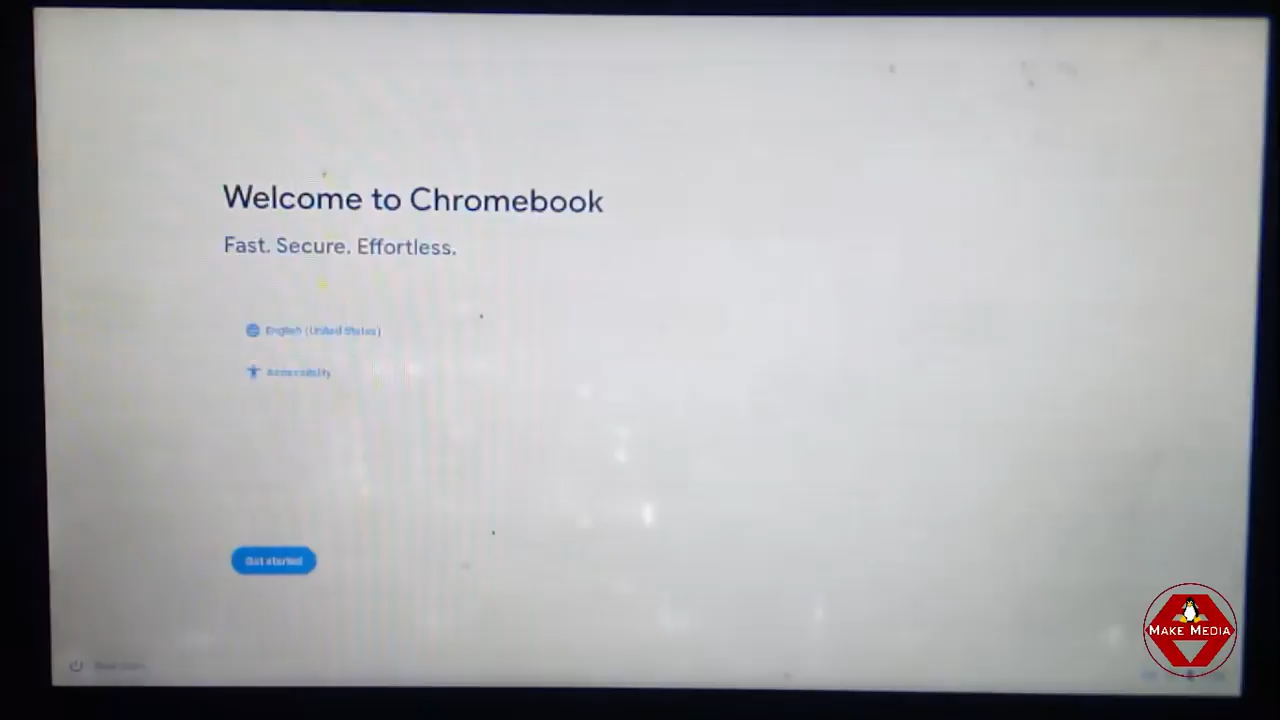 Welcome to Chromebook
Fast. Secure. Effortless.
English (United States)
Accessibility
Get started
MAKE MEDIA